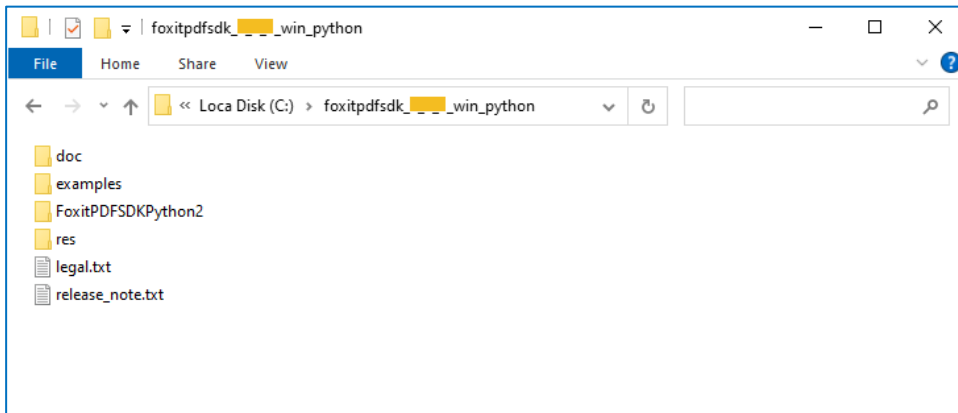 foxitpdfsdk_ _ _ _win_python
File Home Share View
« Loca Disk (C:) › foxitpdfsdk_ _ _ _win_python
doc
examples
FoxitPDFSDKPython2
res
legal.txt
release_note.txt